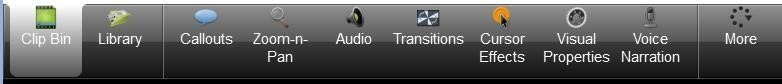 Clip Bin Library Callouts Zoom-n- Audio Transitions Cursor Visual Voice More
Pan Effects Properties Narration